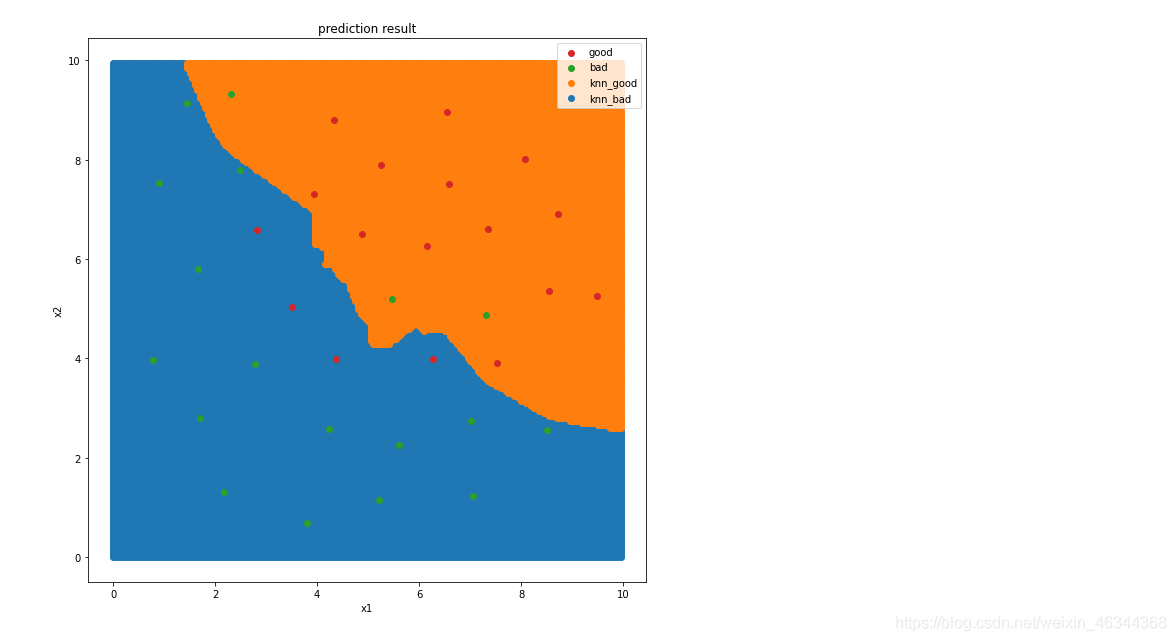 prediction result
good
bad
knn_good
knn_bad
10
8
6
4
2
0
x2
0 2 4 6 8 10
x1
https://blog.csdn.net/weixin_46344368